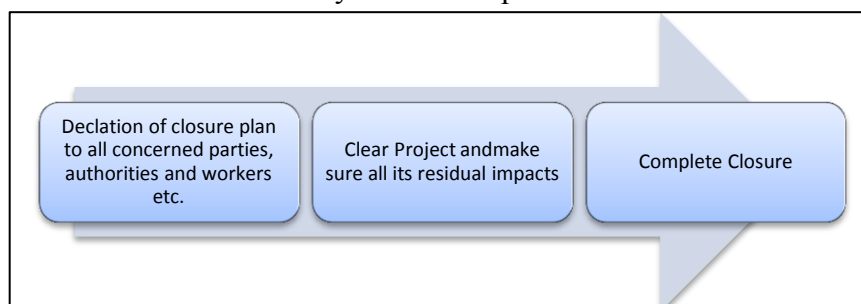 Declation of closure plan
to all concerned parties,
authorities and workers
etc.
Clear Project andmake
sure all its residual impacts
Complete Closure